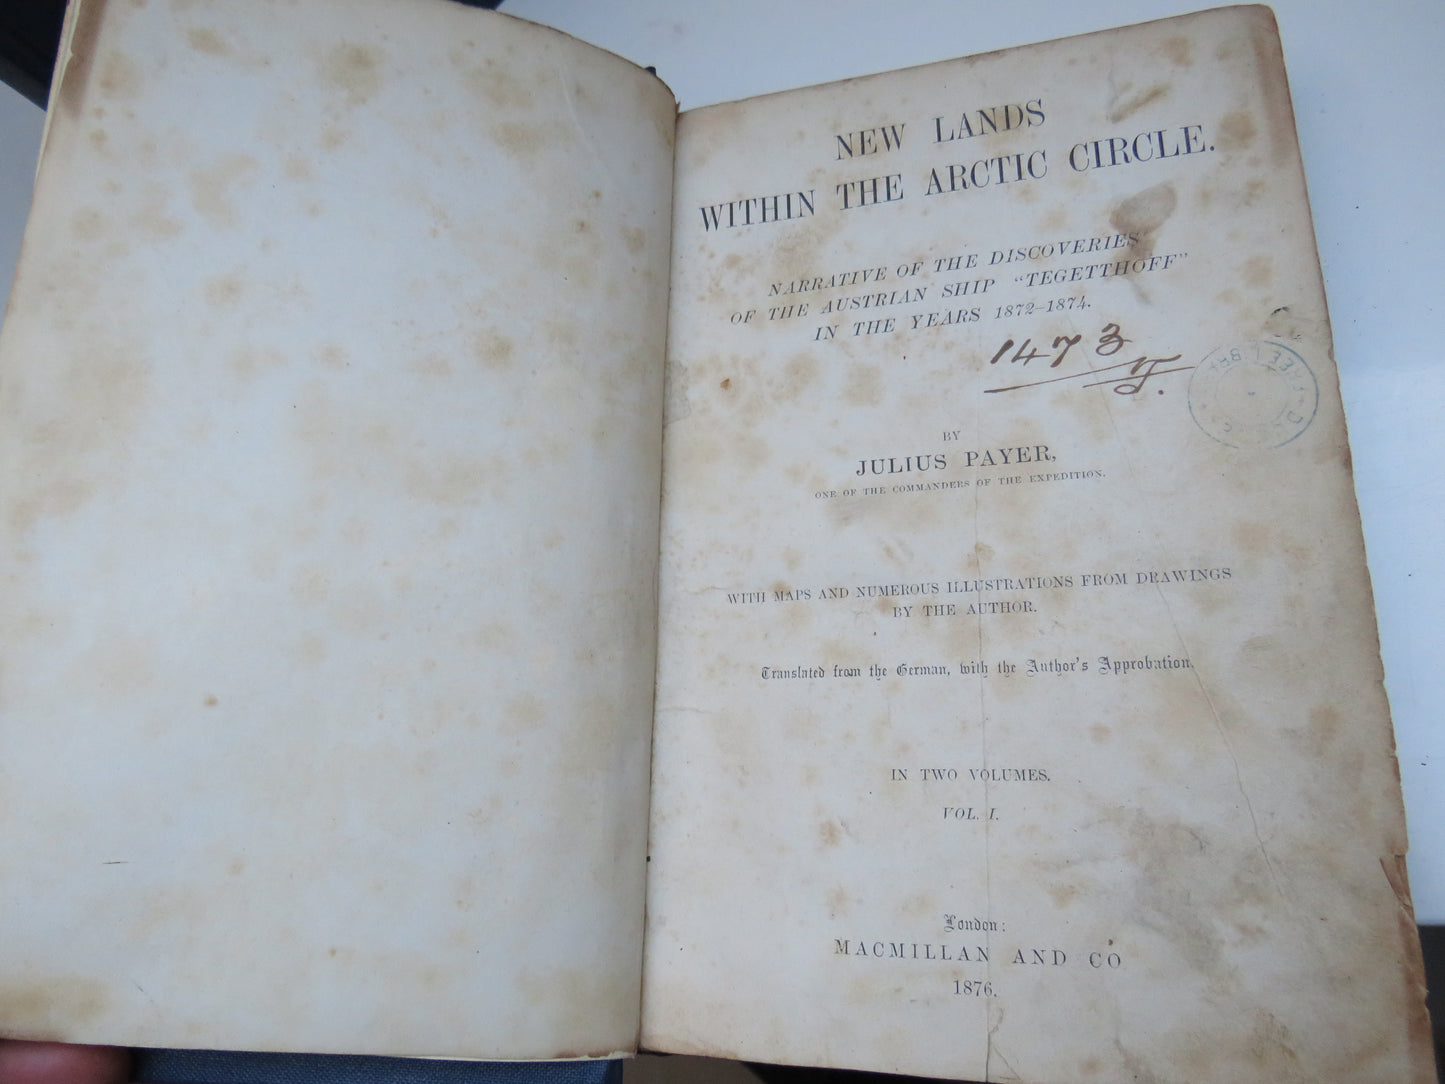 NEW LANDS
WITHIN THE ARCTIC CIRCLE.
NARRATIVE OF THE DISCOVERIES
OF THE AUSTRIAN SHIP "TEGETTHOFF"
IN THE YEARS 1872-1874.
1473
BY
JULIUS PAYER,
ONE OF THE COMMANDERS OF THE EXPEDITION.
WITH MAPS AND NUMEROUS ILLUSTRATIONS FROM DRAWINGS
BY THE AUTHOR.
Translated from the German, with the Author's Approbation.
IN TWO VOLUMES.
VOL. I.
London:
MACMILLAN AND CO
1876.